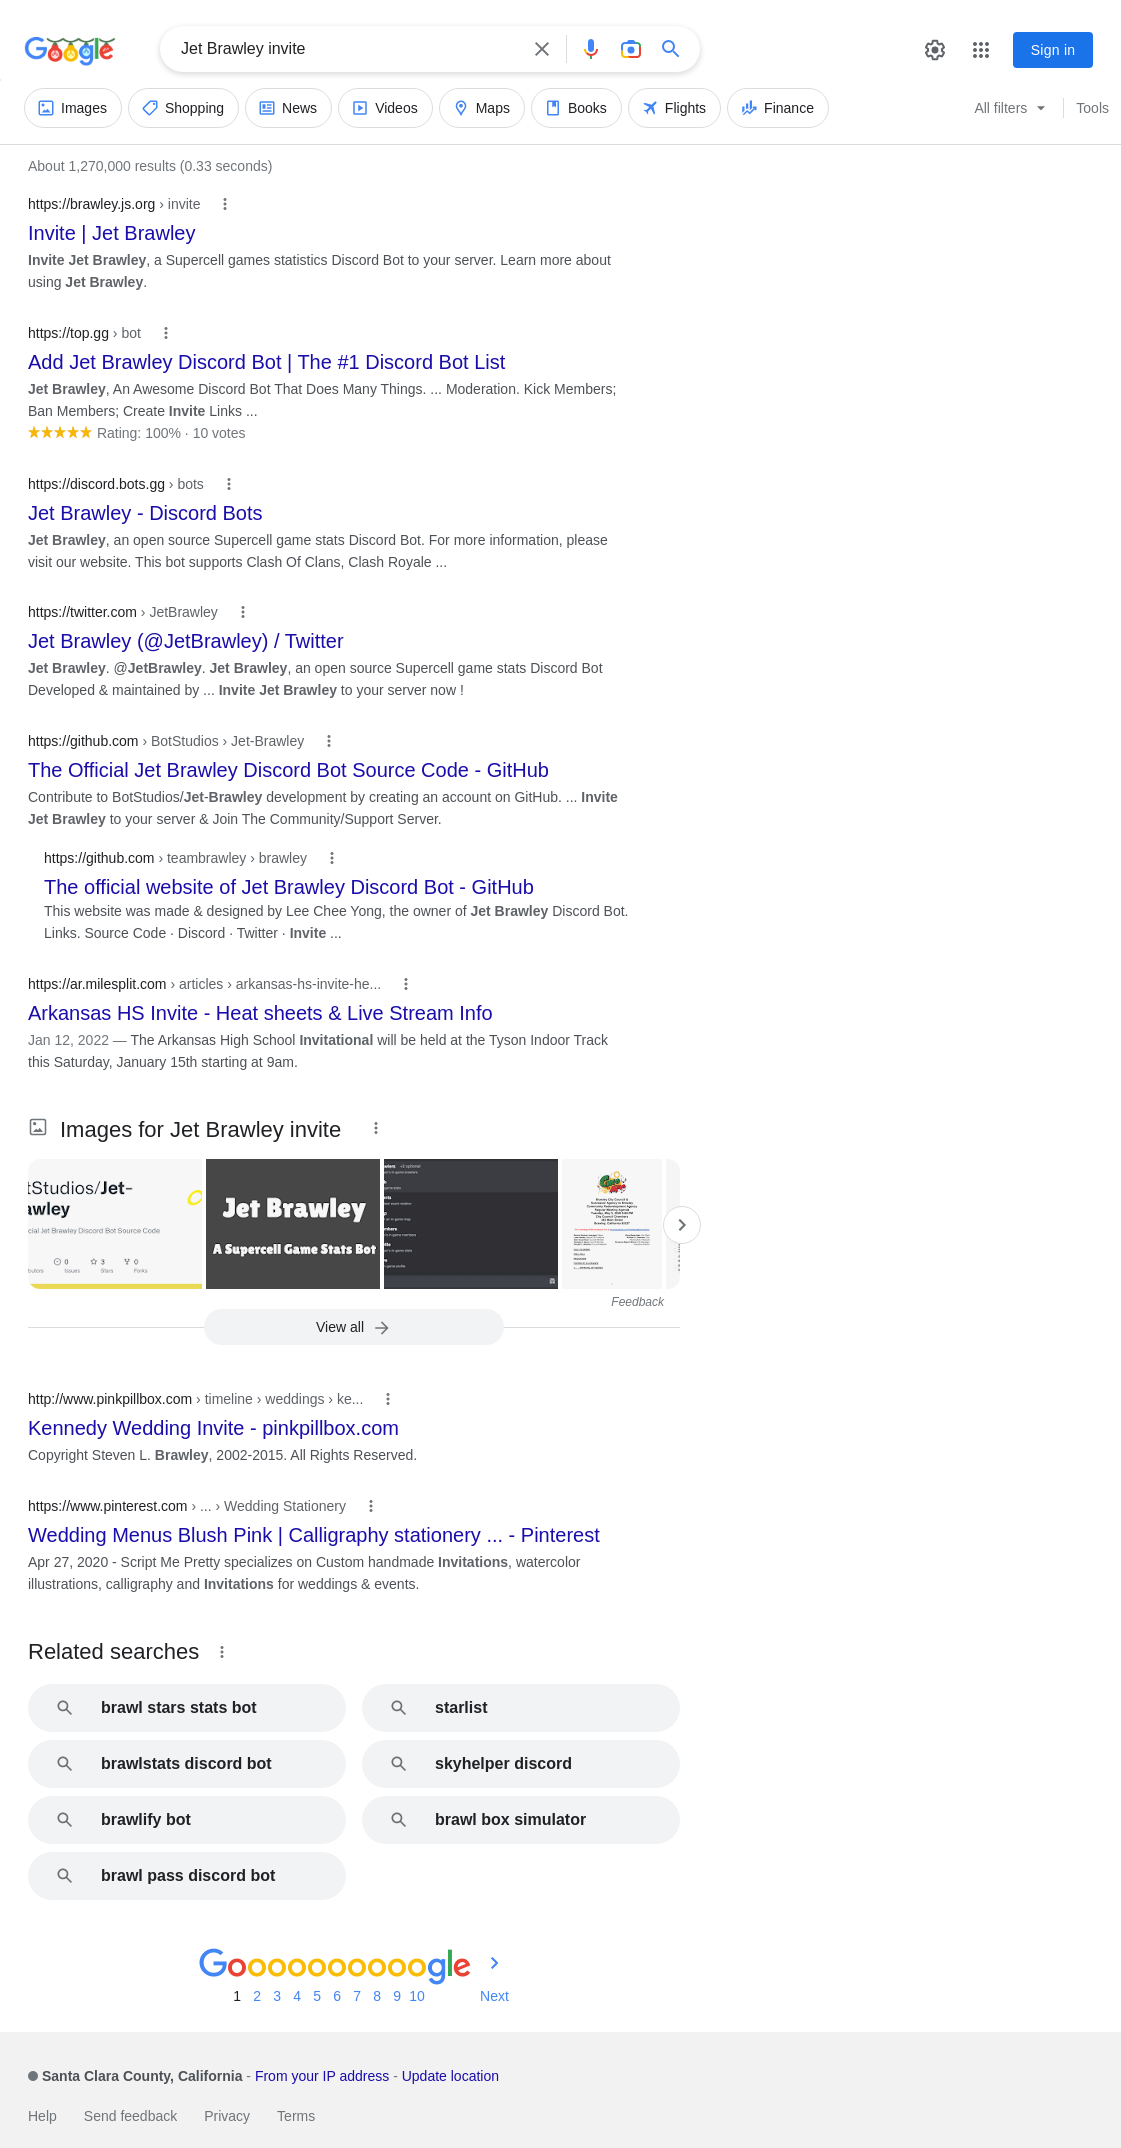 Google
Jet Brawley invite
Sign in
Images
Shopping
News
Videos
Maps
Books
Flights
Finance
All filters
Tools
About 1,270,000 results (0.33 seconds)
https://brawley.js.org › invite
Invite | Jet Brawley
Invite Jet Brawley, a Supercell games statistics Discord Bot to your server. Learn more about
using Jet Brawley.
https://top.gg › bot
Add Jet Brawley Discord Bot | The #1 Discord Bot List
Jet Brawley, An Awesome Discord Bot That Does Many Things. ... Moderation. Kick Members;
Ban Members; Create Invite Links ...
Rating: 100% · 10 votes
https://discord.bots.gg › bots
Jet Brawley - Discord Bots
Jet Brawley, an open source Supercell game stats Discord Bot. For more information, please
visit our website. This bot supports Clash Of Clans, Clash Royale ...
https://twitter.com › JetBrawley
Jet Brawley (@JetBrawley) / Twitter
Jet Brawley. @JetBrawley. Jet Brawley, an open source Supercell game stats Discord Bot
Developed & maintained by ... Invite Jet Brawley to your server now !
https://github.com › BotStudios › Jet-Brawley
The Official Jet Brawley Discord Bot Source Code - GitHub
Contribute to BotStudios/Jet-Brawley development by creating an account on GitHub. ... Invite
Jet Brawley to your server & Join The Community/Support Server.
https://github.com › teambrawley › brawley
The official website of Jet Brawley Discord Bot - GitHub
This website was made & designed by Lee Chee Yong, the owner of Jet Brawley Discord Bot.
Links. Source Code · Discord · Twitter · Invite ...
https://ar.milesplit.com › articles › arkansas-hs-invite-he...
Arkansas HS Invite - Heat sheets & Live Stream Info
Jan 12, 2022 — The Arkansas High School Invitational will be held at the Tyson Indoor Track
this Saturday, January 15th starting at 9am.
Images for Jet Brawley invite
tStudios/Jet-
wley
cial Jet Brawley Discord Bot Source Code
0
3
0
Issues
Stars
Forks
Jet Brawley
A Supercell Game Stats Bot
Feedback
View all
http://www.pinkpillbox.com › timeline › weddings › ke...
Kennedy Wedding Invite - pinkpillbox.com
Copyright Steven L. Brawley, 2002-2015. All Rights Reserved.
https://www.pinterest.com › ... › Wedding Stationery
Wedding Menus Blush Pink | Calligraphy stationery ... - Pinterest
Apr 27, 2020 - Script Me Pretty specializes on Custom handmade Invitations, watercolor
illustrations, calligraphy and Invitations for weddings & events.
Related searches
brawl stars stats bot
starlist
brawlstats discord bot
skyhelper discord
brawlify bot
brawl box simulator
brawl pass discord bot
Goooooooooogle
1 2 3 4 5 6 7 8 9 10 Next
Santa Clara County, California - From your IP address - Update location
Help Send feedback Privacy Terms